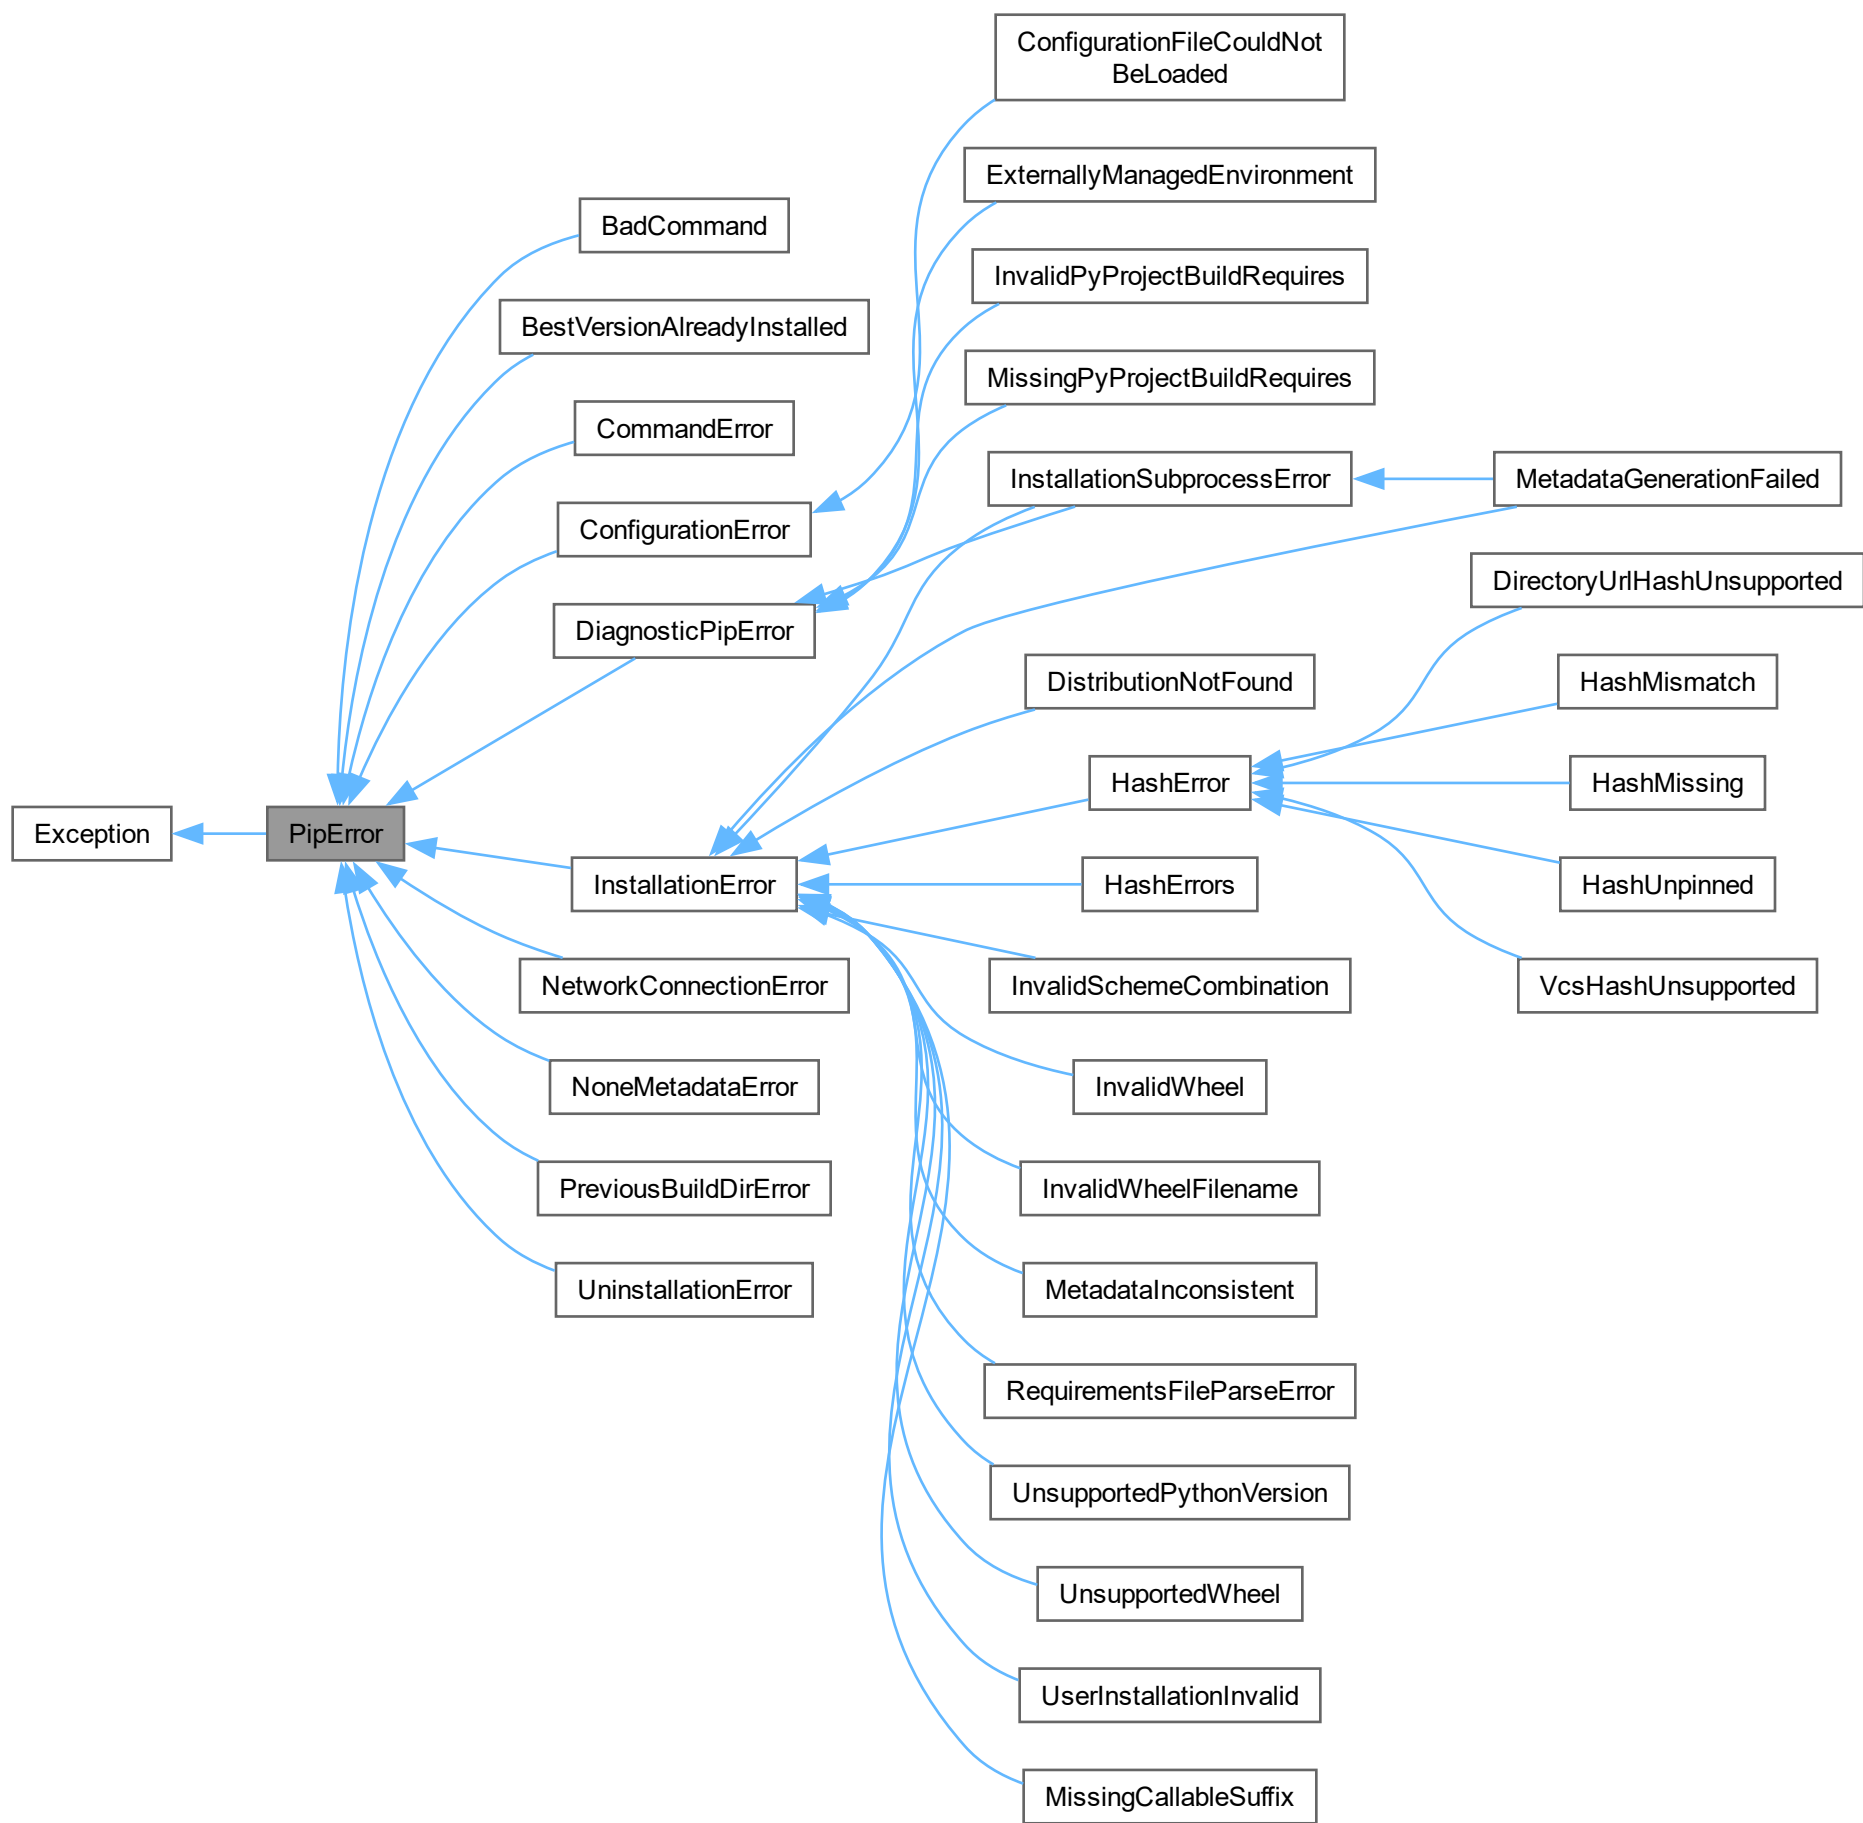 Exception
PipError
BadCommand
BestVersionAlreadyInstalled
CommandError
ConfigurationError
DiagnosticPipError
InstallationError
NetworkConnectionError
NoneMetadataError
PreviousBuildDirError
UninstallationError
ConfigurationFileCouldNot
BeLoaded
ExternallyManagedEnvironment
InvalidPyProjectBuildRequires
MissingPyProjectBuildRequires
InstallationSubprocessError
DistributionNotFound
HashError
HashErrors
InvalidSchemeCombination
InvalidWheel
InvalidWheelFilename
MetadataInconsistent
RequirementsFileParseError
UnsupportedPythonVersion
UnsupportedWheel
UserInstallationInvalid
MissingCallableSuffix
MetadataGenerationFailed
DirectoryUrlHashUnsupported
HashMismatch
HashMissing
HashUnpinned
VcsHashUnsupported